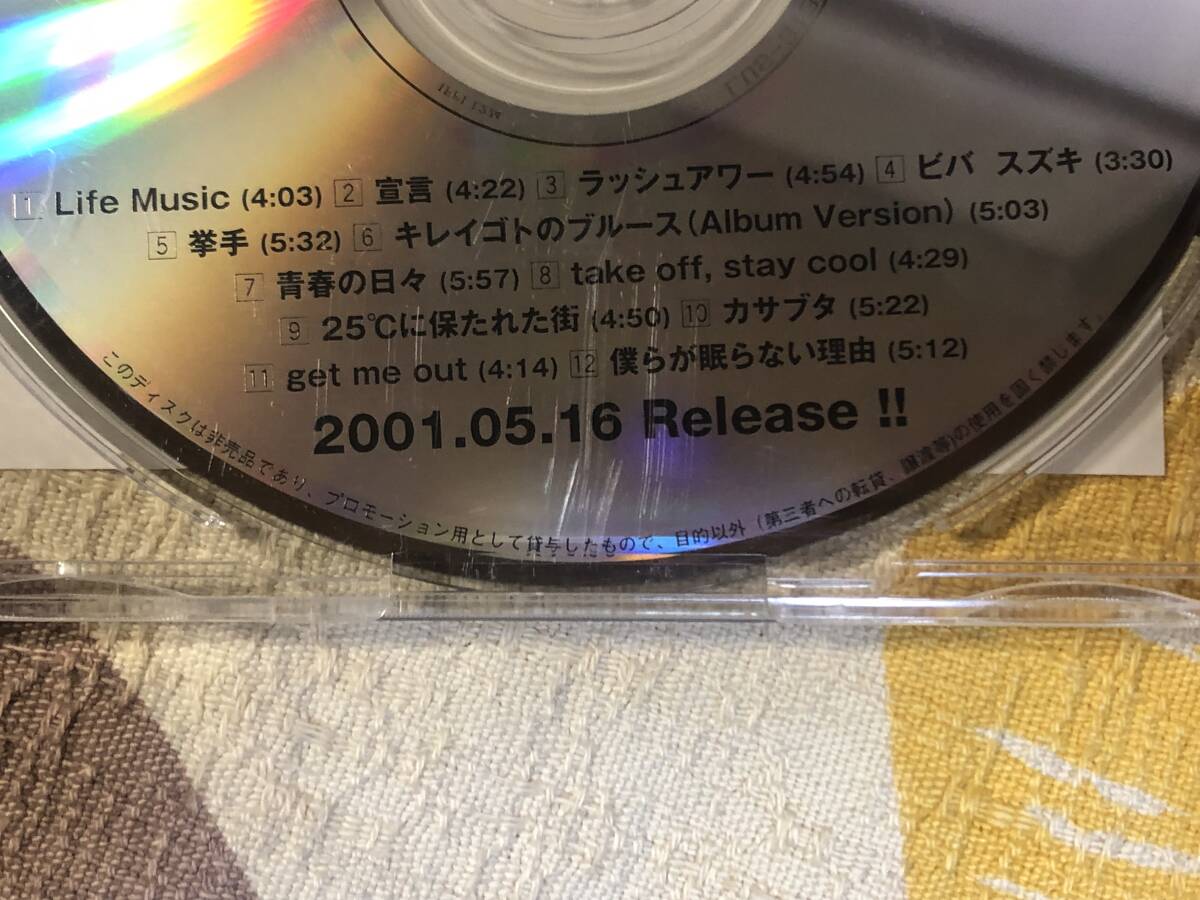 1 Life Music (4:03) 2 宣言 (4:22) 3 ラッシュアワー (4:54) 4 ビバ スズキ (3:30)
5 挙手 (5:32) 6 キレイゴトのブルース(Album Version) (5:03)
7 青春の日々 (5:57) 8 take off, stay cool (4:29)
9 25℃に保たれた街 (4:50) 10 カサブタ (5:22)
11 get me out (4:14) 12 僕らが眠らない理由 (5:12)
2001.05.16 Release !!
このディスクは非売品であり、プロモーション用として貸与したもので、目的以外(第三者への転貸、譲渡等)の使用を固く禁します。